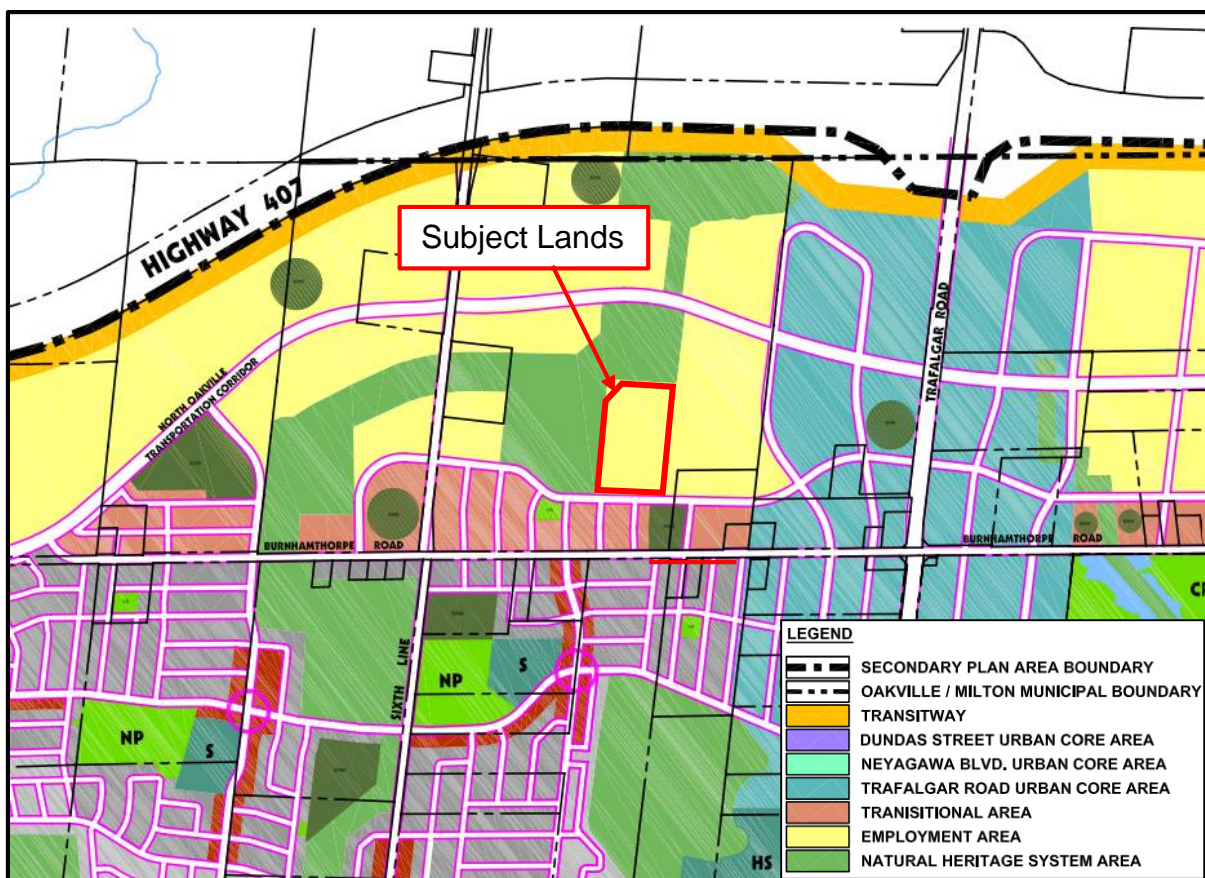 HIGHWAY 407
Subject Lands
TRAFALGAR ROAD
NORTH OAKVILLE
TRANSPORTATION CORRIDOR
BURNHAMTHORPE ROAD
BURNHAMTHORPE ROAD
SIXTH LINE
NP
S
NP
S
HS
LEGEND
SECONDARY PLAN AREA BOUNDARY
OAKVILLE / MILTON MUNICIPAL BOUNDARY
TRANSITWAY
DUNDAS STREET URBAN CORE AREA
NEYAGAWA BLVD. URBAN CORE AREA
TRAFALGAR ROAD URBAN CORE AREA
TRANISITIONAL AREA
EMPLOYMENT AREA
NATURAL HERITAGE SYSTEM AREA